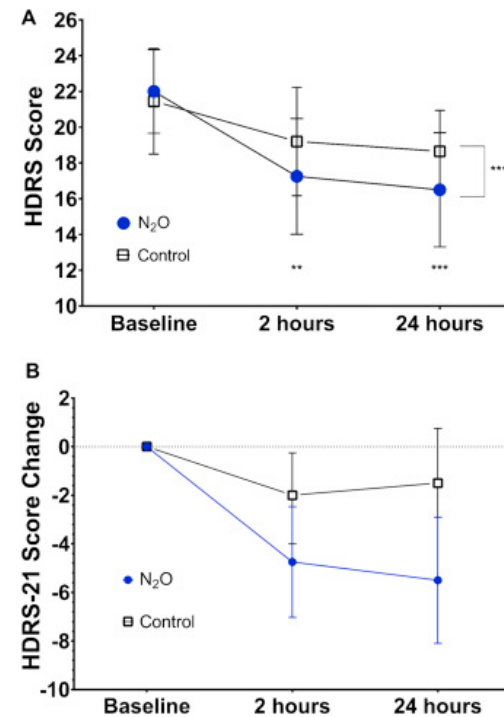 A
26
24
22
20
18
16
14
12
10
HDRS Score
N₂O
Control
**
***
Baseline
2 hours
24 hours
B
2
0
-2
-4
-6
-8
-10
HDRS-21 Score Change
N₂O
Control
Baseline
2 hours
24 hours